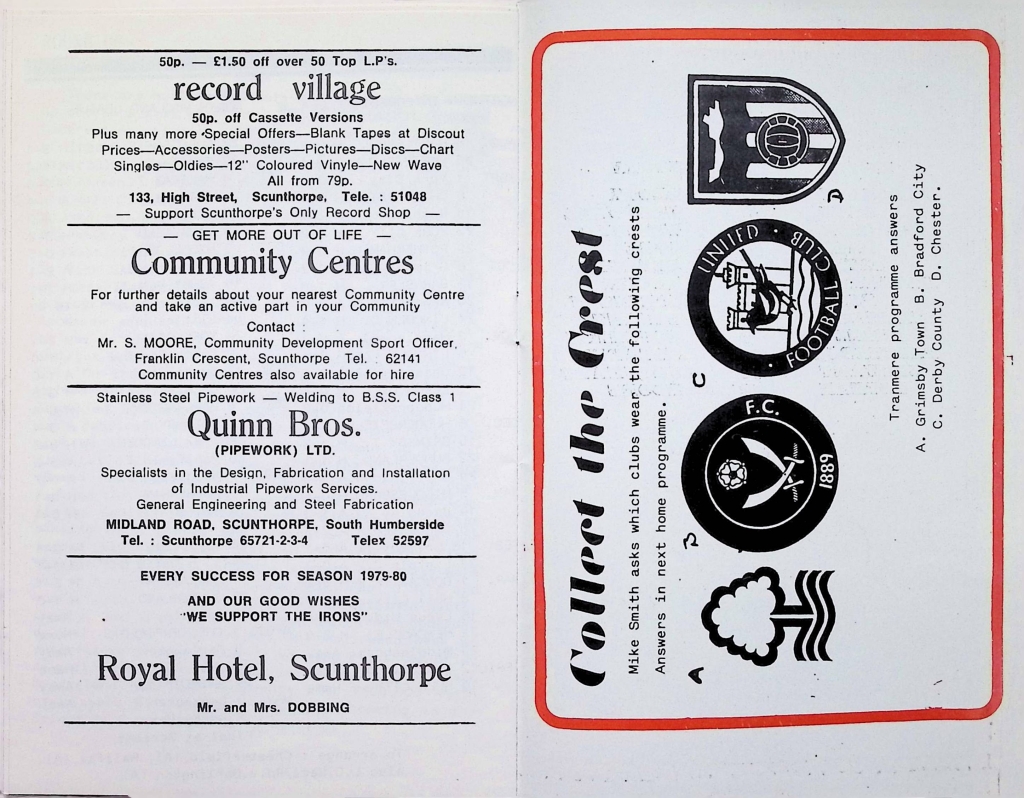 50p. — £1.50 off over 50 Top L.P's.
record village
50p. off Cassette Versions
Plus many more Special Offers—Blank Tapes at Discout
Prices—Accessories—Posters—Pictures—Discs—Chart
Singles—Oldies—12" Coloured Vinyle—New Wave
All from 79p.
133, High Street, Scunthorpe, Tele. : 51048
— Support Scunthorpe's Only Record Shop —
— GET MORE OUT OF LIFE —
Community Centres
For further details about your nearest Community Centre
and take an active part in your Community
Contact :
Mr. S. MOORE, Community Development Sport Officer,
Franklin Crescent, Scunthorpe Tel. : 62141
Community Centres also available for hire
Stainless Steel Pipework — Welding to B.S.S. Class 1
Quinn Bros.
(PIPEWORK) LTD.
Specialists in the Design, Fabrication and Installation
of Industrial Pipework Services.
General Engineering and Steel Fabrication
MIDLAND ROAD, SCUNTHORPE, South Humberside
Tel. : Scunthorpe 65721-2-3-4 Telex 52597
EVERY SUCCESS FOR SEASON 1979-80
AND OUR GOOD WISHES
"WE SUPPORT THE IRONS"
Royal Hotel, Scunthorpe
Mr. and Mrs. DOBBING
Collect the Crest
Mike Smith asks which clubs wear the following crests
Answers in next home programme.
A
B
C
D
F.C.
1889
UNITED
FOOTBALL CLUB
Tranmere programme answers
A. Grimsby Town B. Bradford City
C. Derby County D. Chester.